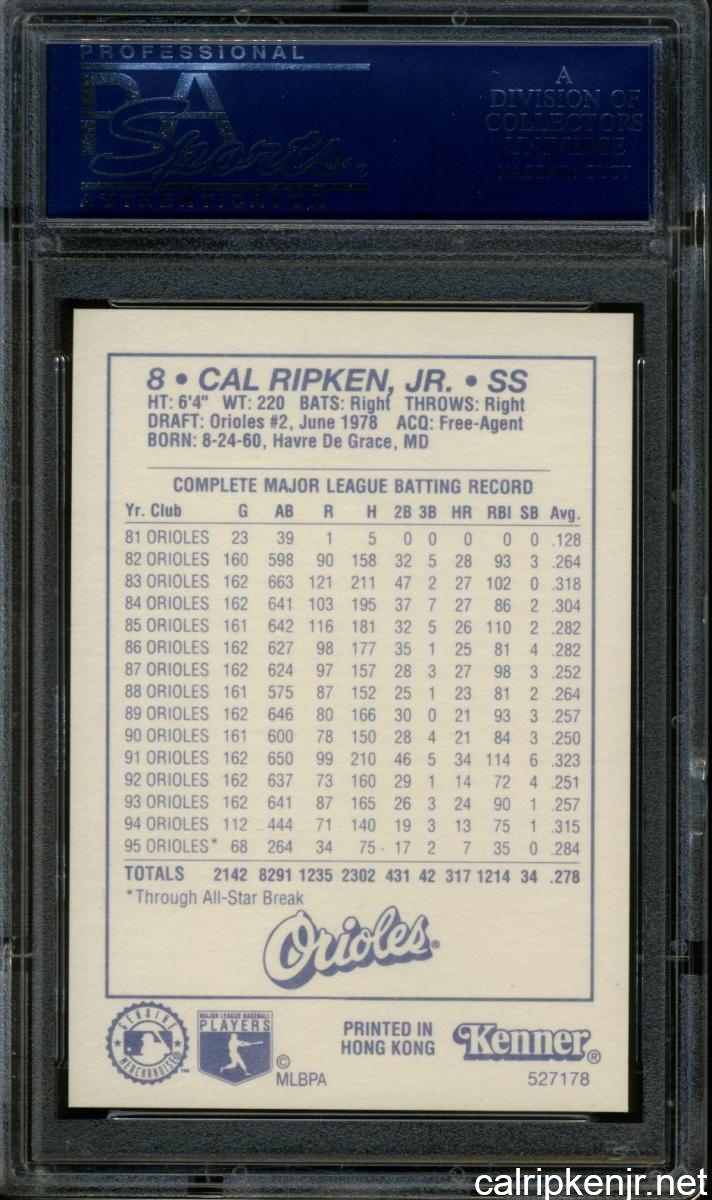 PROFESSIONAL
PSA
Sports
AUTHENTICATOR
A
DIVISION OF
COLLECTORS
UNIVERSE
NASDAQ: CLCT
8 • CAL RIPKEN, JR. • SS
HT: 6'4" WT: 220 BATS: Right THROWS: Right
DRAFT: Orioles #2, June 1978 ACQ: Free-Agent
BORN: 8-24-60, Havre De Grace, MD
COMPLETE MAJOR LEAGUE BATTING RECORD
Yr. Club G AB R H 2B 3B HR RBI SB Avg.
81 ORIOLES 23 39 1 5 0 0 0 0 0 .128
82 ORIOLES 160 598 90 158 32 5 28 93 3 .264
83 ORIOLES 162 663 121 211 47 2 27 102 0 .318
84 ORIOLES 162 641 103 195 37 7 27 86 2 .304
85 ORIOLES 161 642 116 181 32 5 26 110 2 .282
86 ORIOLES 162 627 98 177 35 1 25 81 4 .282
87 ORIOLES 162 624 97 157 28 3 27 98 3 .252
88 ORIOLES 161 575 87 152 25 1 23 81 2 .264
89 ORIOLES 162 646 80 166 30 0 21 93 3 .257
90 ORIOLES 161 600 78 150 28 4 21 84 3 .250
91 ORIOLES 162 650 99 210 46 5 34 114 6 .323
92 ORIOLES 162 637 73 160 29 1 14 72 4 .251
93 ORIOLES 162 641 87 165 26 3 24 90 1 .257
94 ORIOLES 112 444 71 140 19 3 13 75 1 .315
95 ORIOLES* 68 264 34 75 17 2 7 35 0 .284
TOTALS 2142 8291 1235 2302 431 42 317 1214 34 .278
*Through All-Star Break
Orioles®
GENUINE
MERCHANDISE
™
MAJOR LEAGUE BASEBALL
PLAYERS
©
MLBPA
PRINTED IN
HONG KONG
Kenner®
527178
calripkenjr.net